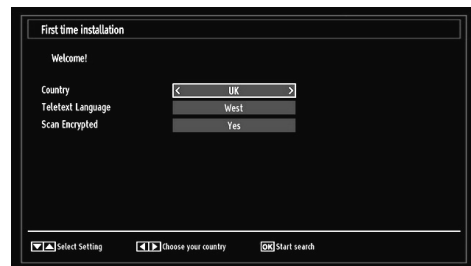 First time installation
Welcome!
Country < UK >
Teletext Language West
Scan Encrypted Yes
Select Setting Choose your country OK Start search